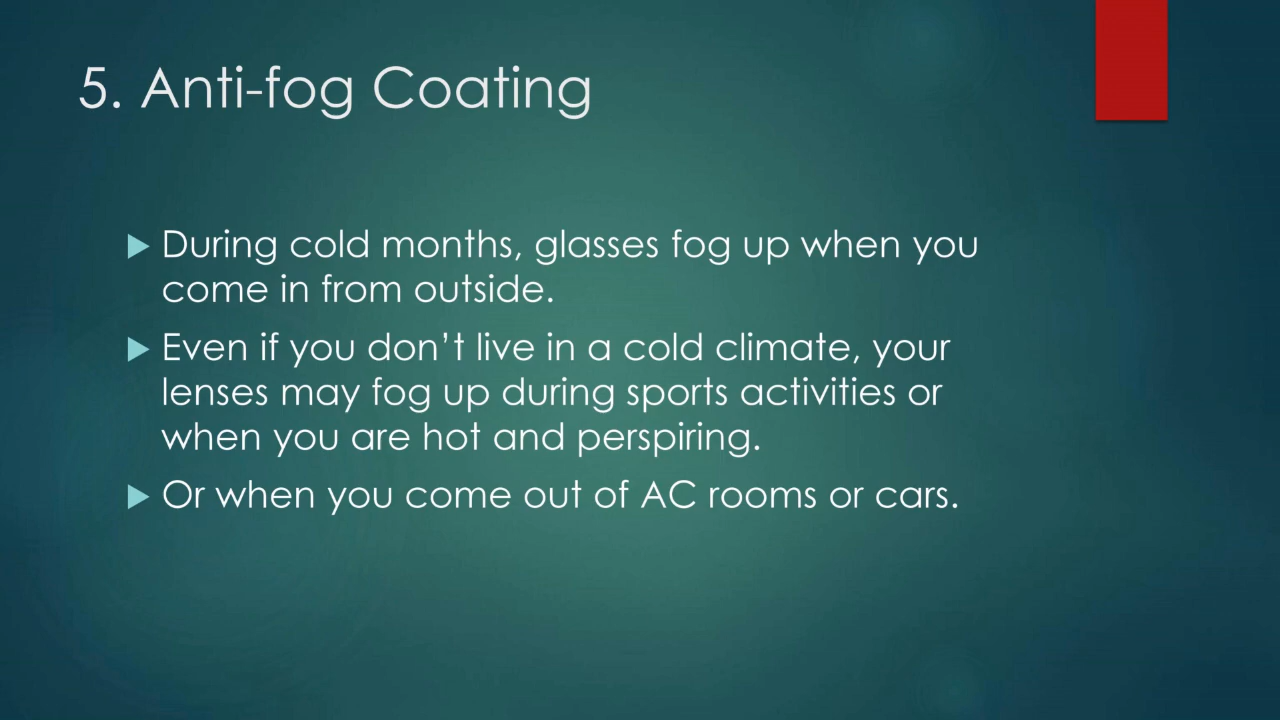 5. Anti-fog Coating
During cold months, glasses fog up when you
come in from outside.
Even if you don’t live in a cold climate, your
lenses may fog up during sports activities or
when you are hot and perspiring.
Or when you come out of AC rooms or cars.